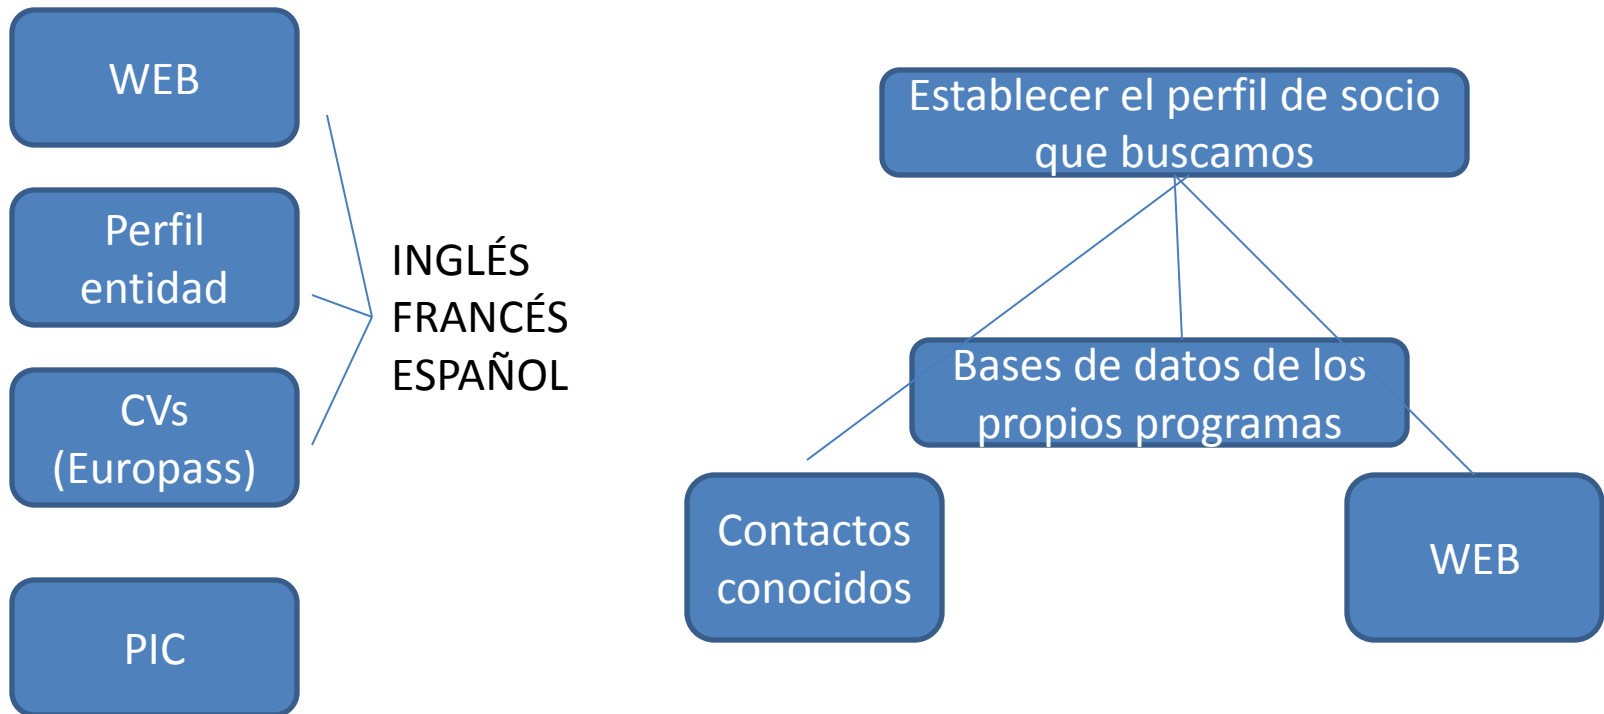 WEB
Perfil
entidad
CVs
(Europass)
PIC
INGLÉS
FRANCÉS
ESPAÑOL
Establecer el perfil de socio
que buscamos
Bases de datos de los
propios programas
Contactos
conocidos
WEB